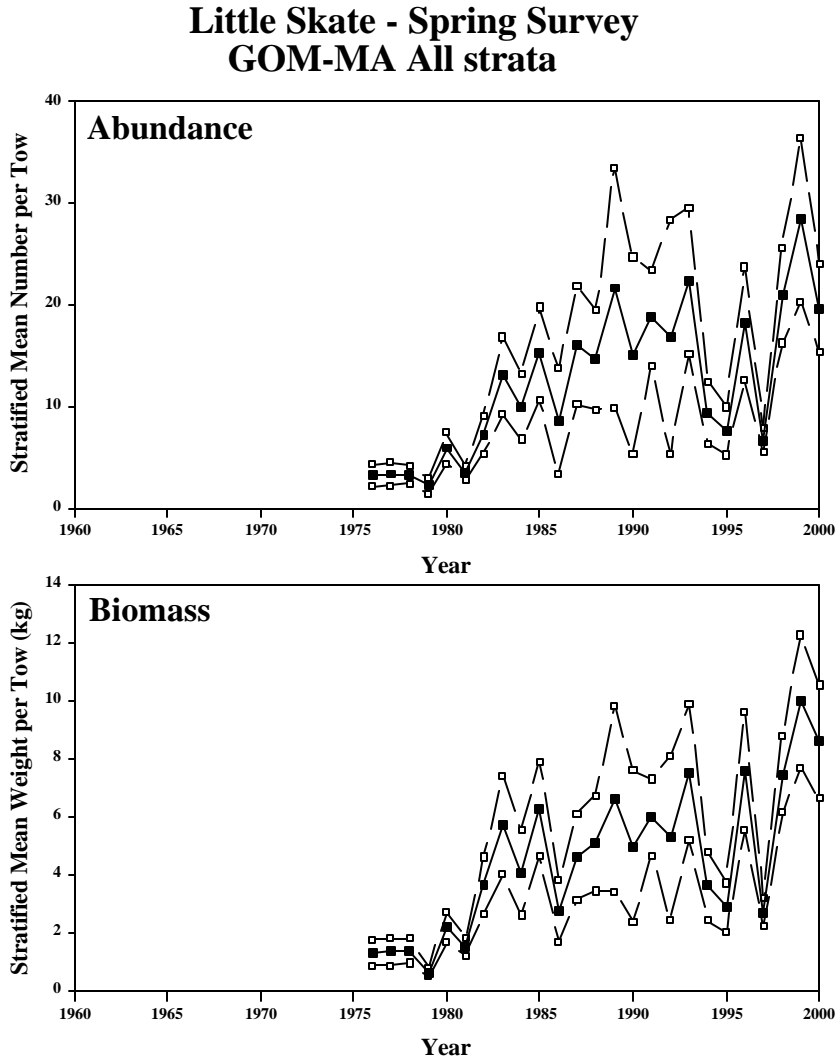 Little Skate - Spring Survey
GOM-MA All strata
Abundance
Stratified Mean Number per Tow
40
30
20
10
0
1960 1965 1970 1975 1980 1985 1990 1995 2000
Year
Biomass
Stratified Mean Weight per Tow (kg)
14
12
10
8
6
4
2
0
1960 1965 1970 1975 1980 1985 1990 1995 2000
Year